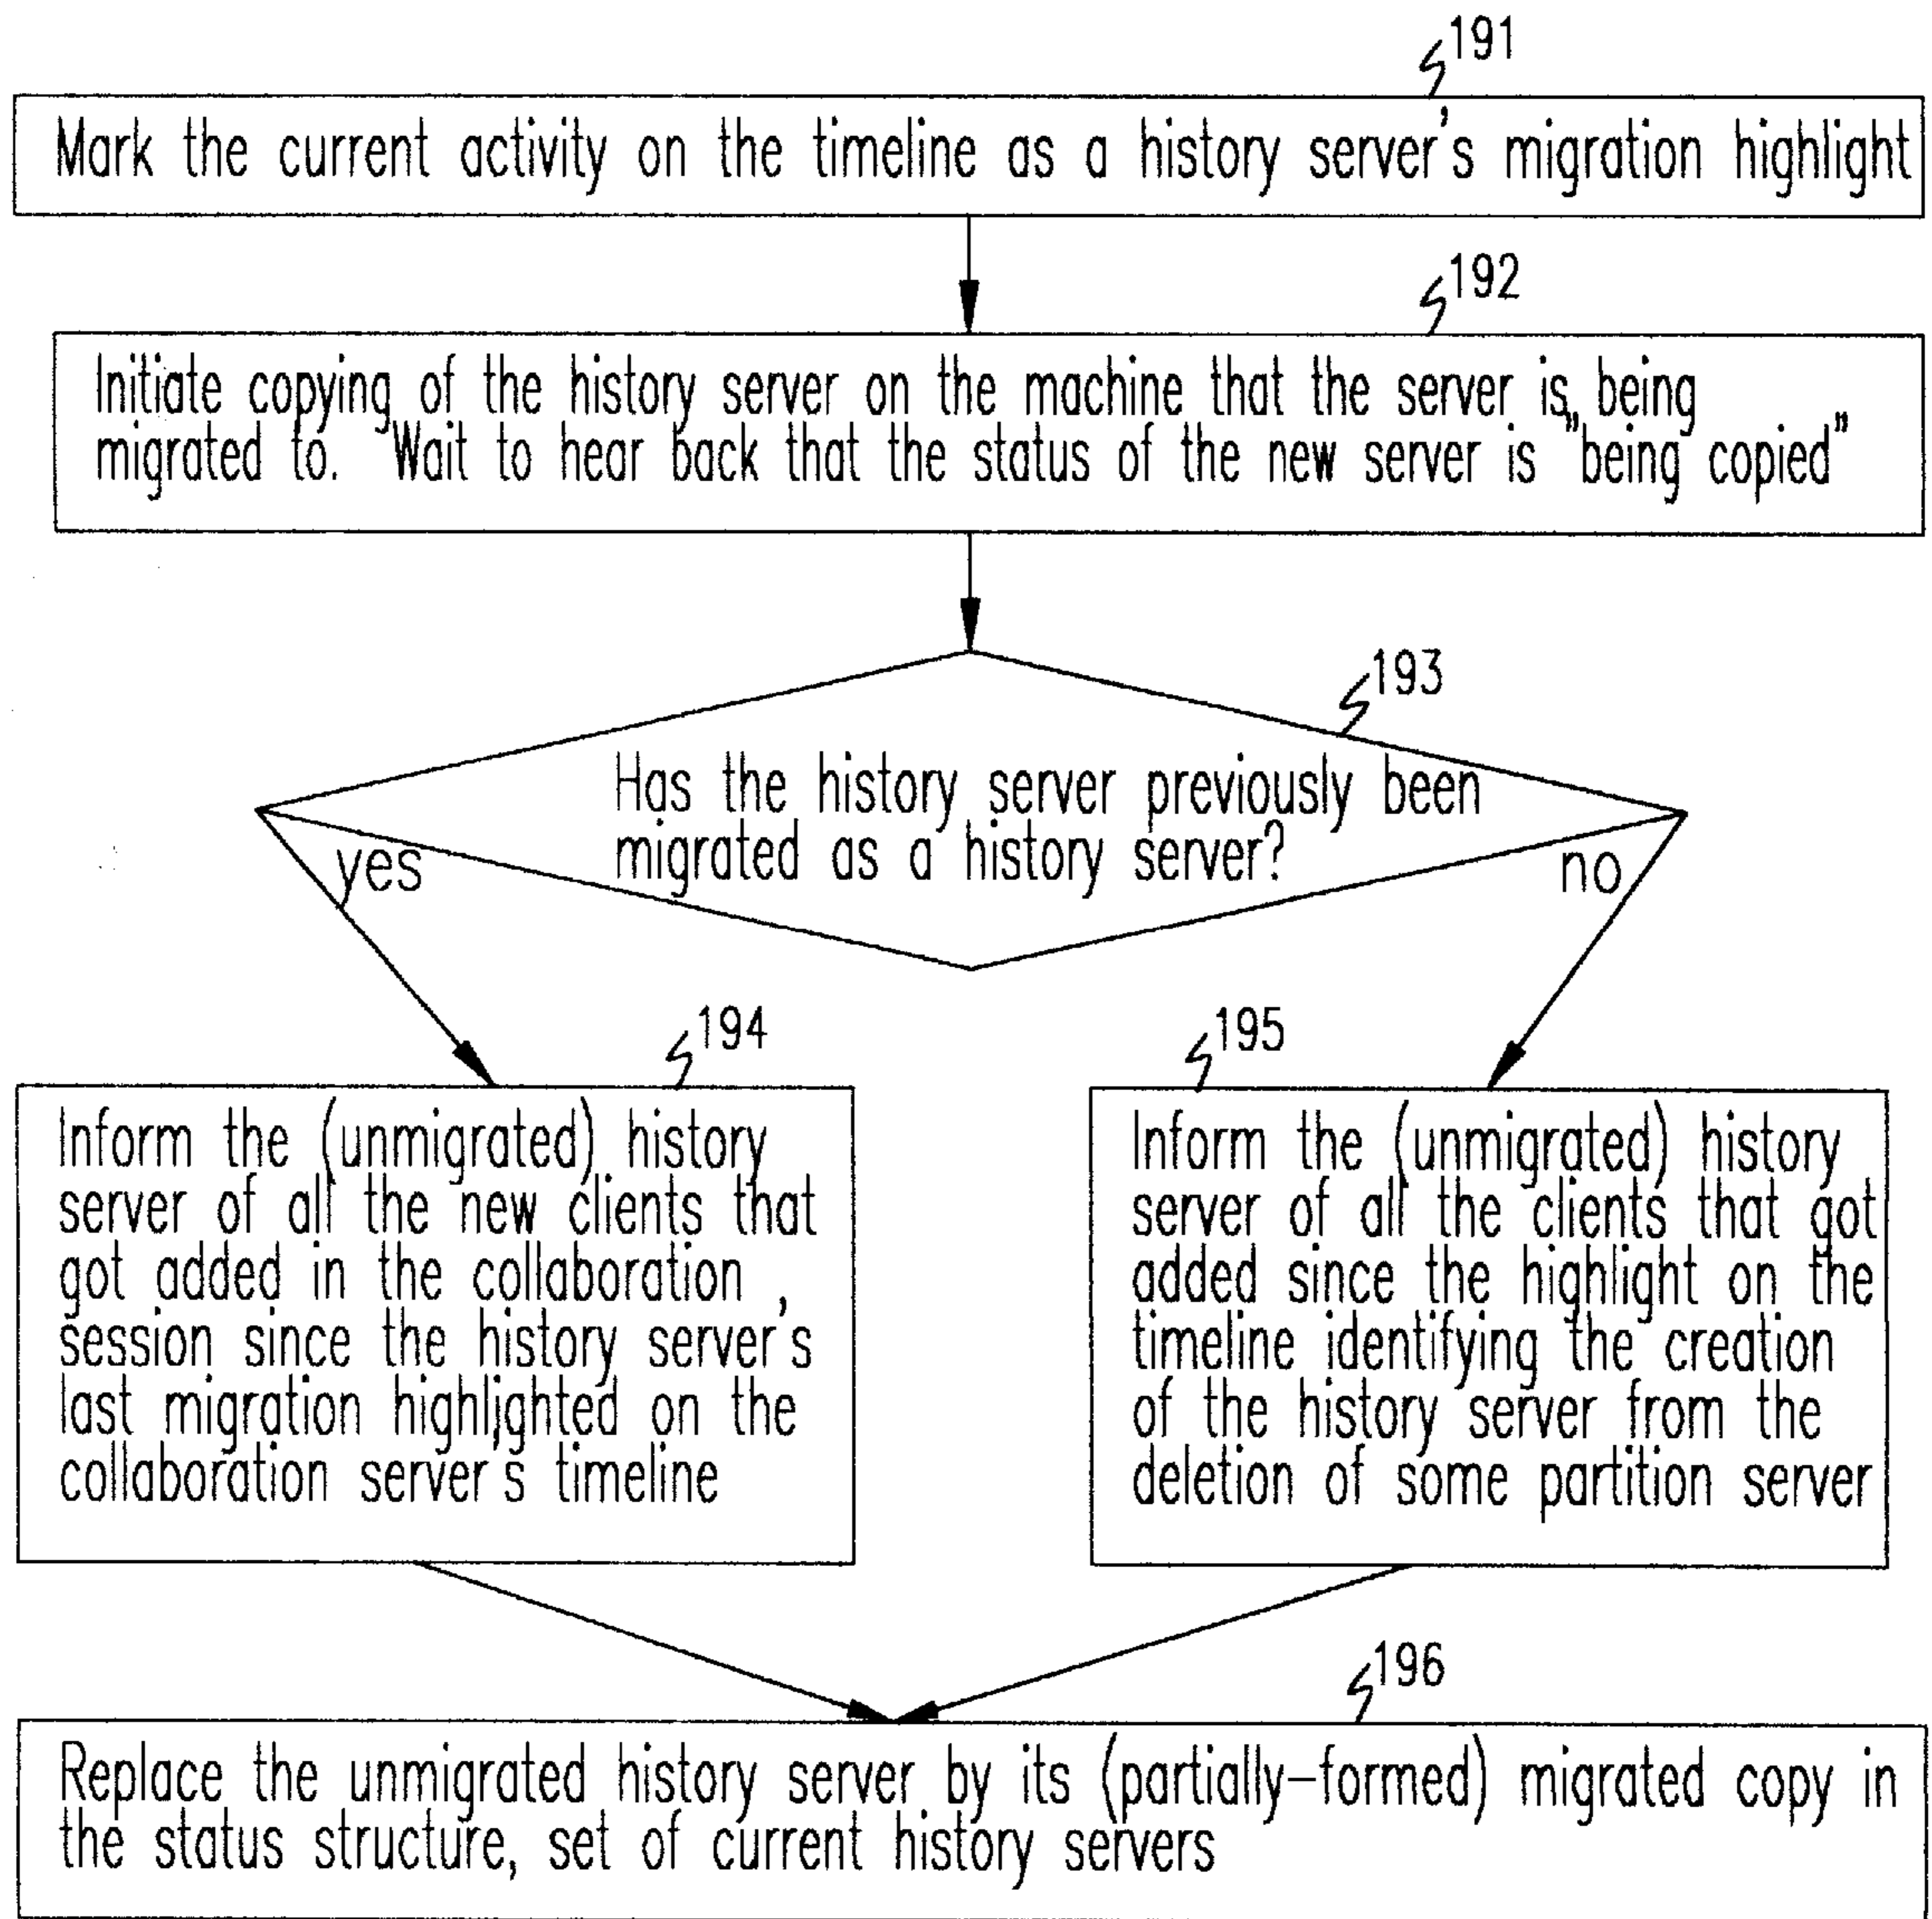 191
Mark the current activity on the timeline as a history server's migration highlight
192
Initiate copying of the history server on the machine that the server is being
migrated to. Wait to hear back that the status of the new server is "being copied"
193
Has the history server previously been
migrated as a history server?
yes
no
194
Inform the (unmigrated) history
server of all the new clients that
got added in the collaboration ,
session since the history server's
last migration highlighted on the
collaboration server's timeline
195
Inform the (unmigrated) history
server of all the clients that got
added since the highlight on the
timeline identifying the creation
of the history server from the
deletion of some partition server
196
Replace the unmigrated history server by its (partially-formed) migrated copy in
the status structure, set of current history servers